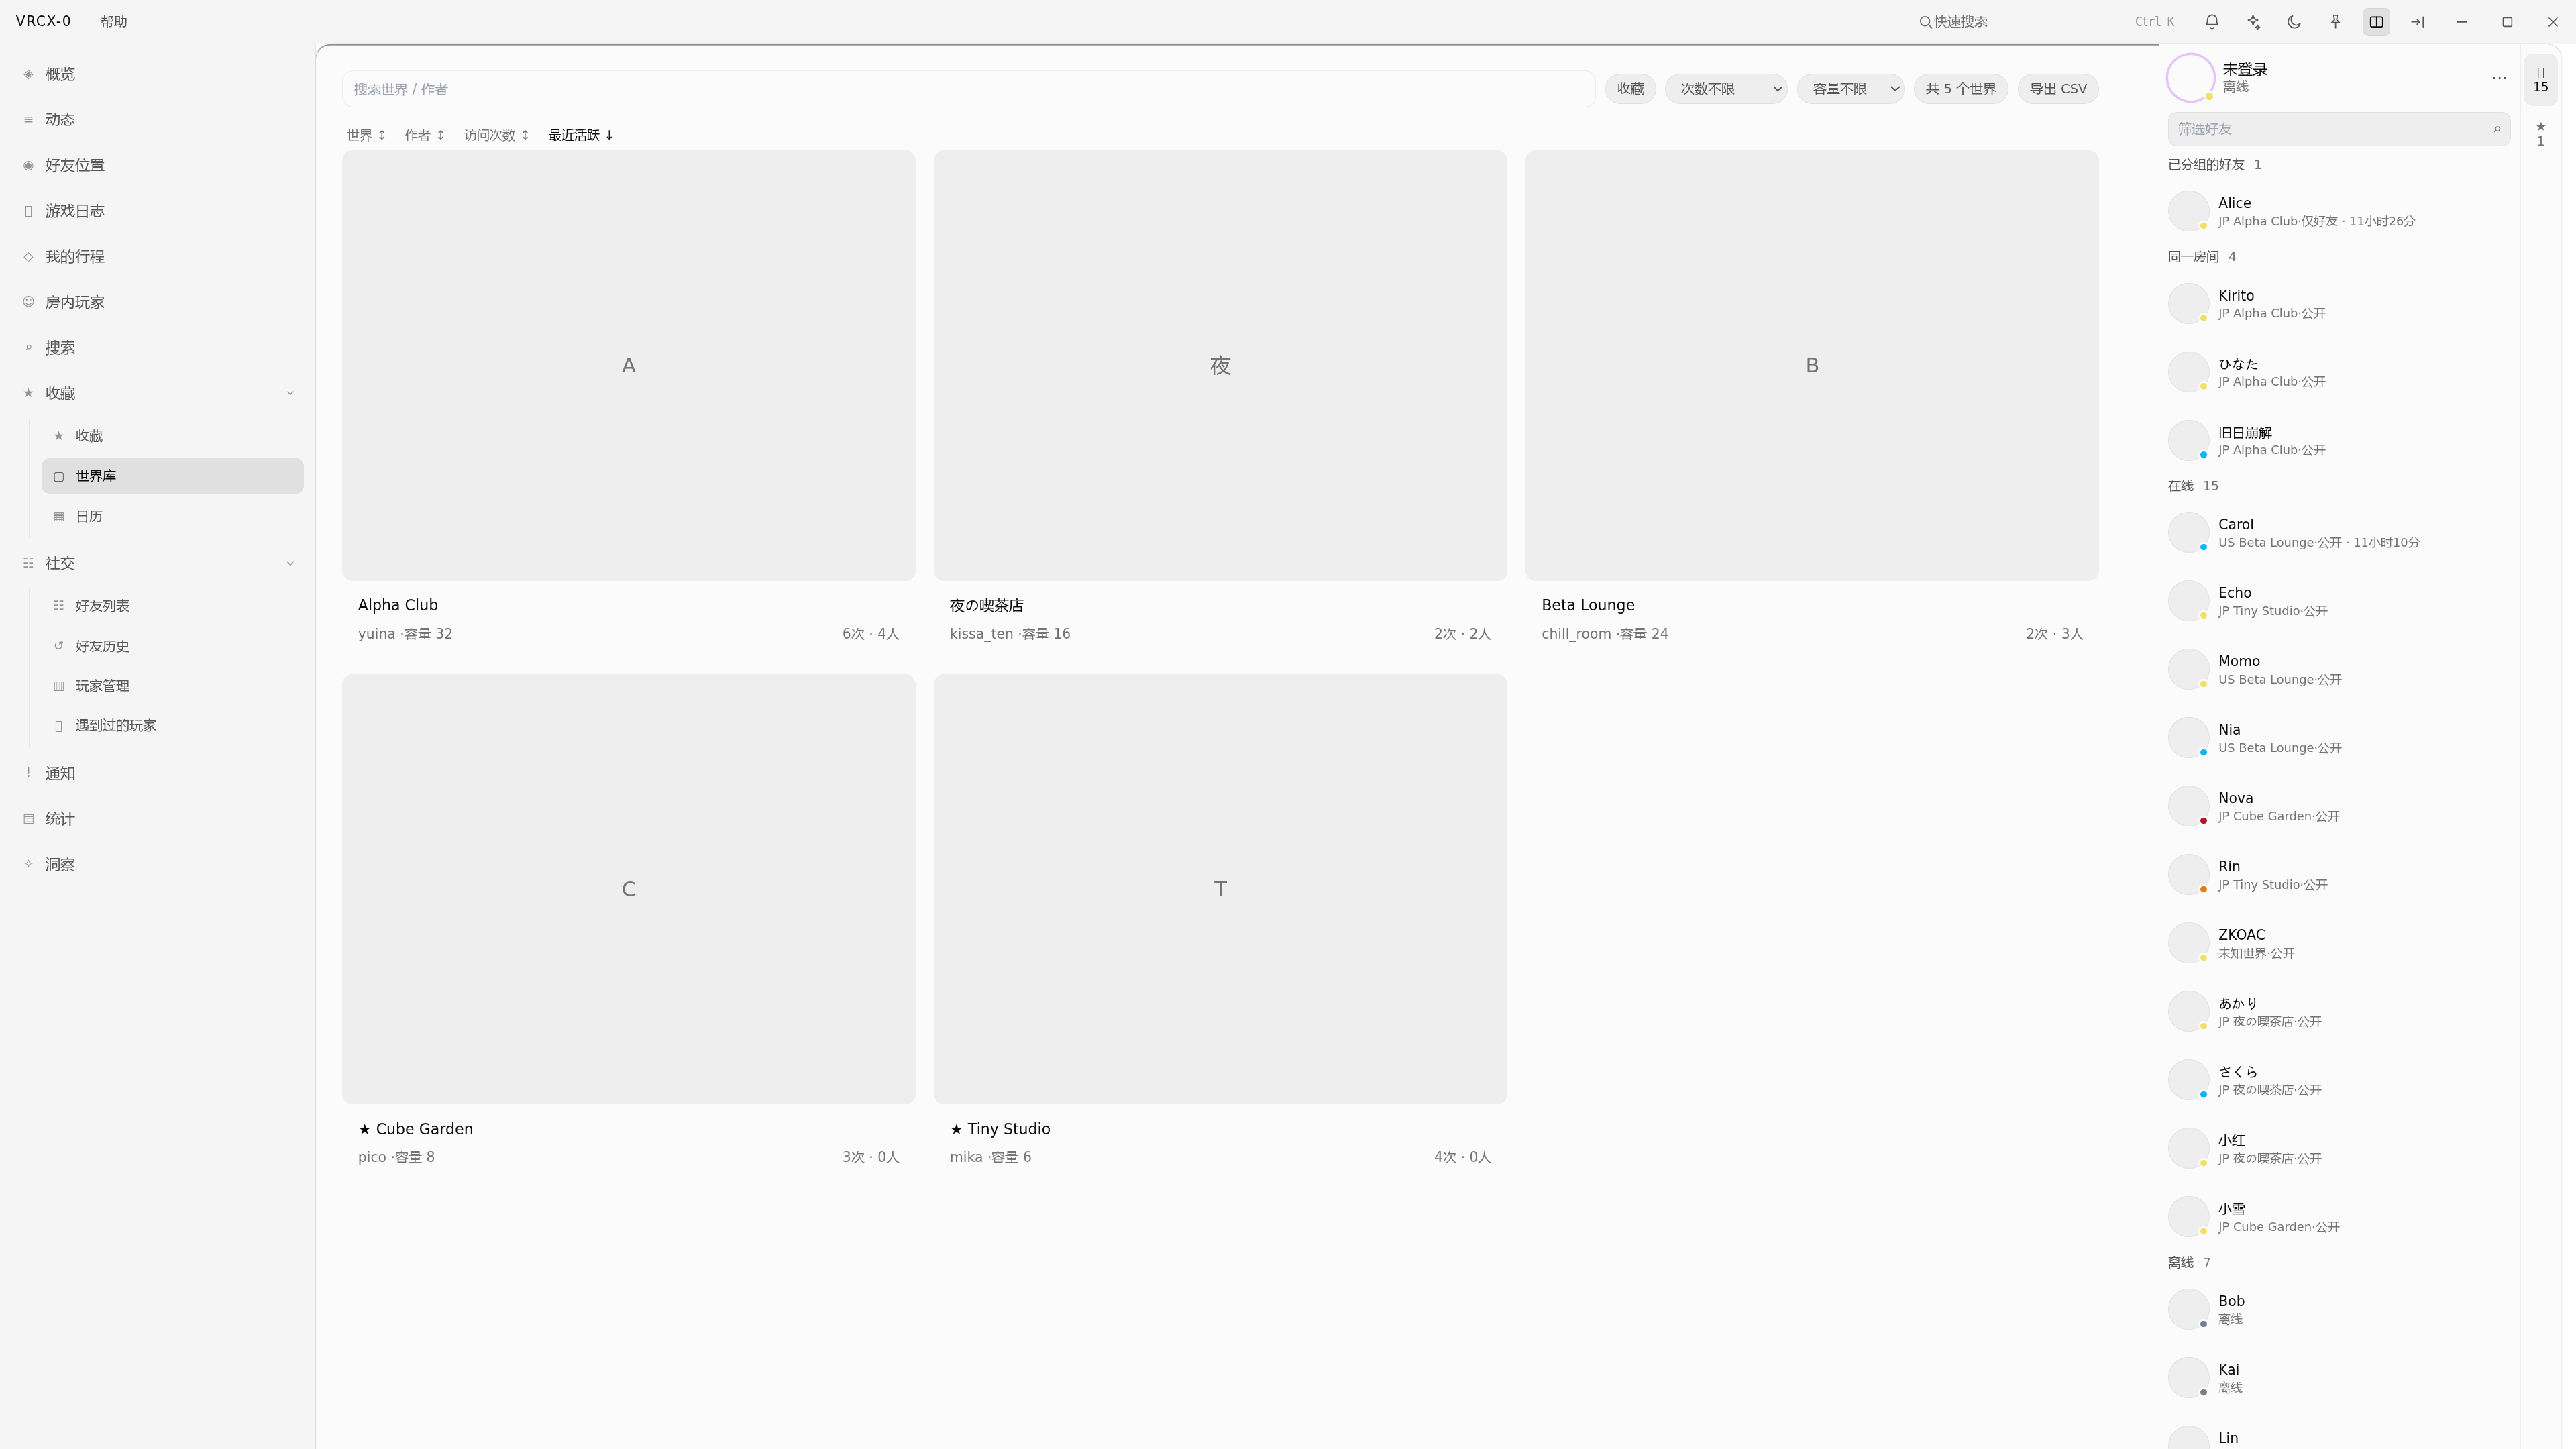 VRCX-0 帮助 快速搜索 Ctrl K
概览
动态
好友位置
游戏日志
我的行程
房内玩家
搜索
收藏
收藏
世界库
日历
社交
好友列表
好友历史
玩家管理
遇到过的玩家
通知
统计
洞察
搜索世界 / 作者 收藏 次数不限 容量不限 共 5 个世界 导出 CSV
世界 ↕ 作者 ↕ 访问次数 ↕ 最近活跃 ↓
A
Alpha Club
yuina ·容量 32 6次 · 4人
夜
夜の喫茶店
kissa_ten ·容量 16 2次 · 2人
B
Beta Lounge
chill_room ·容量 24 2次 · 3人
C
★ Cube Garden
pico ·容量 8 3次 · 0人
T
★ Tiny Studio
mika ·容量 6 4次 · 0人
未登录
离线
筛选好友
已分组的好友 1
Alice
JP Alpha Club·仅好友 · 11小时26分
同一房间 4
Kirito
JP Alpha Club·公开
ひなた
JP Alpha Club·公开
旧日崩解
JP Alpha Club·公开
在线 15
Carol
US Beta Lounge·公开 · 11小时10分
Echo
JP Tiny Studio·公开
Momo
US Beta Lounge·公开
Nia
US Beta Lounge·公开
Nova
JP Cube Garden·公开
Rin
JP Tiny Studio·公开
ZKOAC
未知世界·公开
あかり
JP 夜の喫茶店·公开
さくら
JP 夜の喫茶店·公开
小红
JP 夜の喫茶店·公开
小雪
JP Cube Garden·公开
离线 7
Bob
离线
Kai
离线
Lin
15
★
1